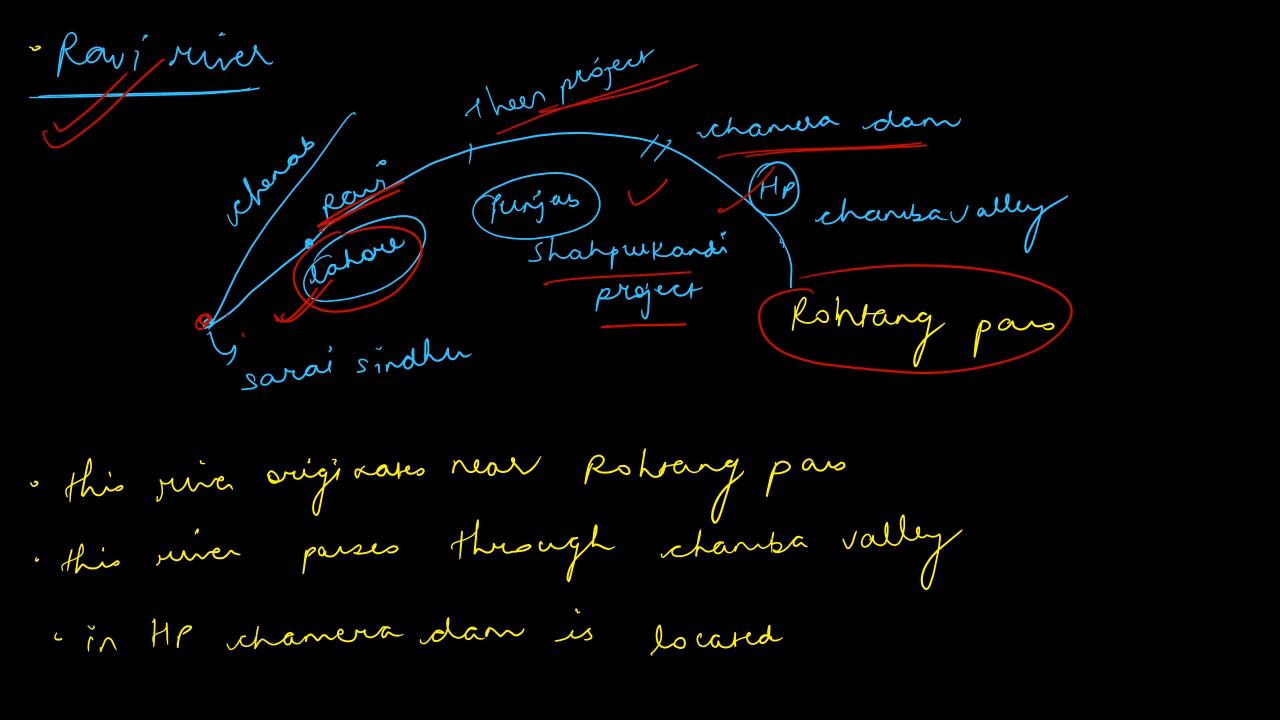 Ravi river
Theen project
chamera dam
chenab
Ravi
HP
Punjab
chamba valley
Lahore
Shahpurkandi
project
Rohtang pass
sarai sindhu
this river originates near Rohtang pass
this river passes through chamba valley
in HP chamera dam is located